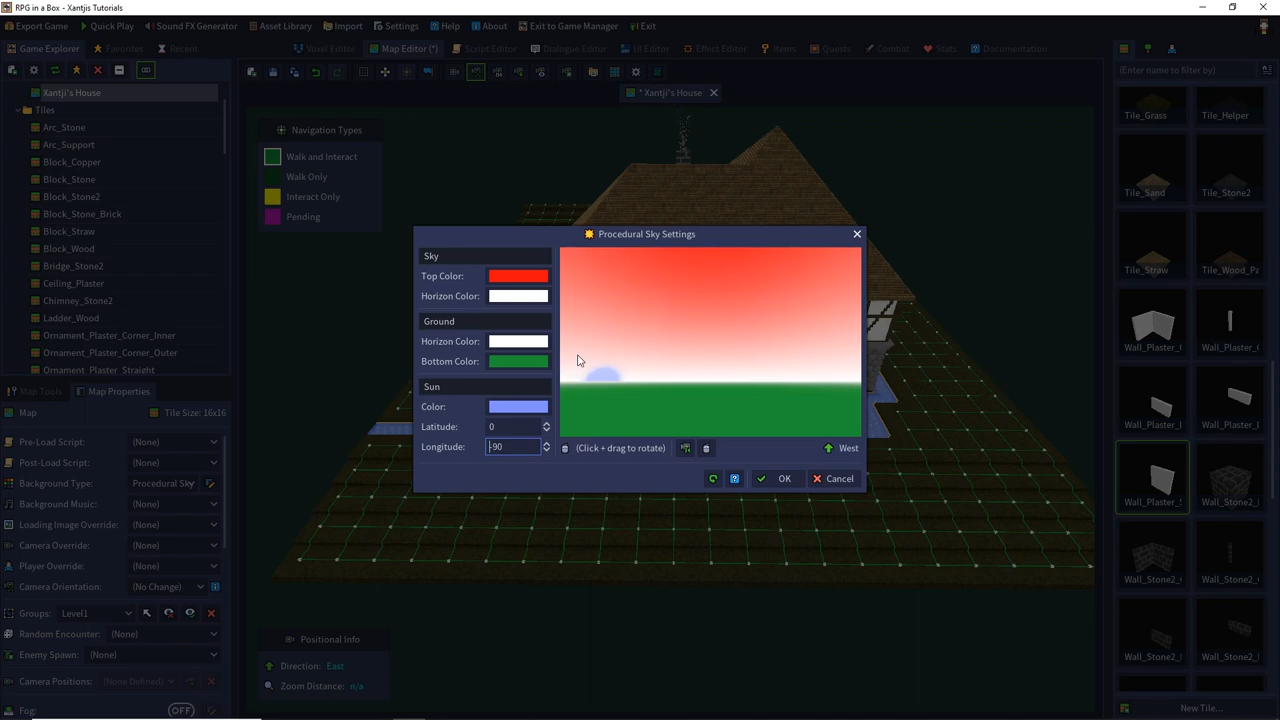 RPG in a Box — Xantjis Tutorials
Export Game Quick Play Sound FX Generator Asset Library Import Settings Help About Exit to Game Manager Exit
Game Explorer Favorites Recent Voxel Editor Map Editor (*) Script Editor Dialogue Editor UI Editor Effect Editor Items Quests Combat Stats Documentation
(Enter name to filter by)
Xantji's House
* Xantji's House
Tiles
Arc_Stone
Arc_Support
Block_Copper
Block_Stone
Block_Stone2
Block_Stone_Brick
Block_Straw
Block_Wood
Bridge_Stone2
Ceiling_Plaster
Chimney_Stone2
Ladder_Wood
Ornament_Plaster_Corner_Inner
Ornament_Plaster_Corner_Outer
Ornament_Plaster_Straight
Map Tools Map Properties
Map Tile Size: 16x16
Pre-Load Script: (None)
Post-Load Script: (None)
Background Type: Procedural Sky
Background Music: (None)
Loading Image Override: (None)
Camera Override: (None)
Player Override: (None)
Camera Orientation: (No Change)
Groups: Level1
Random Encounter: (None)
Enemy Spawn: (None)
Camera Positions: (None Defined)
Fog: OFF
Navigation Types
Walk and Interact
Walk Only
Interact Only
Pending
Procedural Sky Settings
Sky
Top Color:
Horizon Color:
Ground
Horizon Color:
Bottom Color:
Sun
Color:
Latitude: 0
Longitude: -90
(Click + drag to rotate)
West
OK Cancel
Positional Info
Direction: East
Zoom Distance: n/a
Tile_Grass Tile_Helper
Tile_Sand Tile_Stone2
Tile_Straw Tile_Wood_Pa
Wall_Plaster_ Wall_Plaster_
Wall_Plaster_ Wall_Plaster_
Wall_Plaster_ Wall_Stone2_
Wall_Stone2_ Wall_Stone2_
Wall_Stone2_ Wall_Stone2_
New Tile...